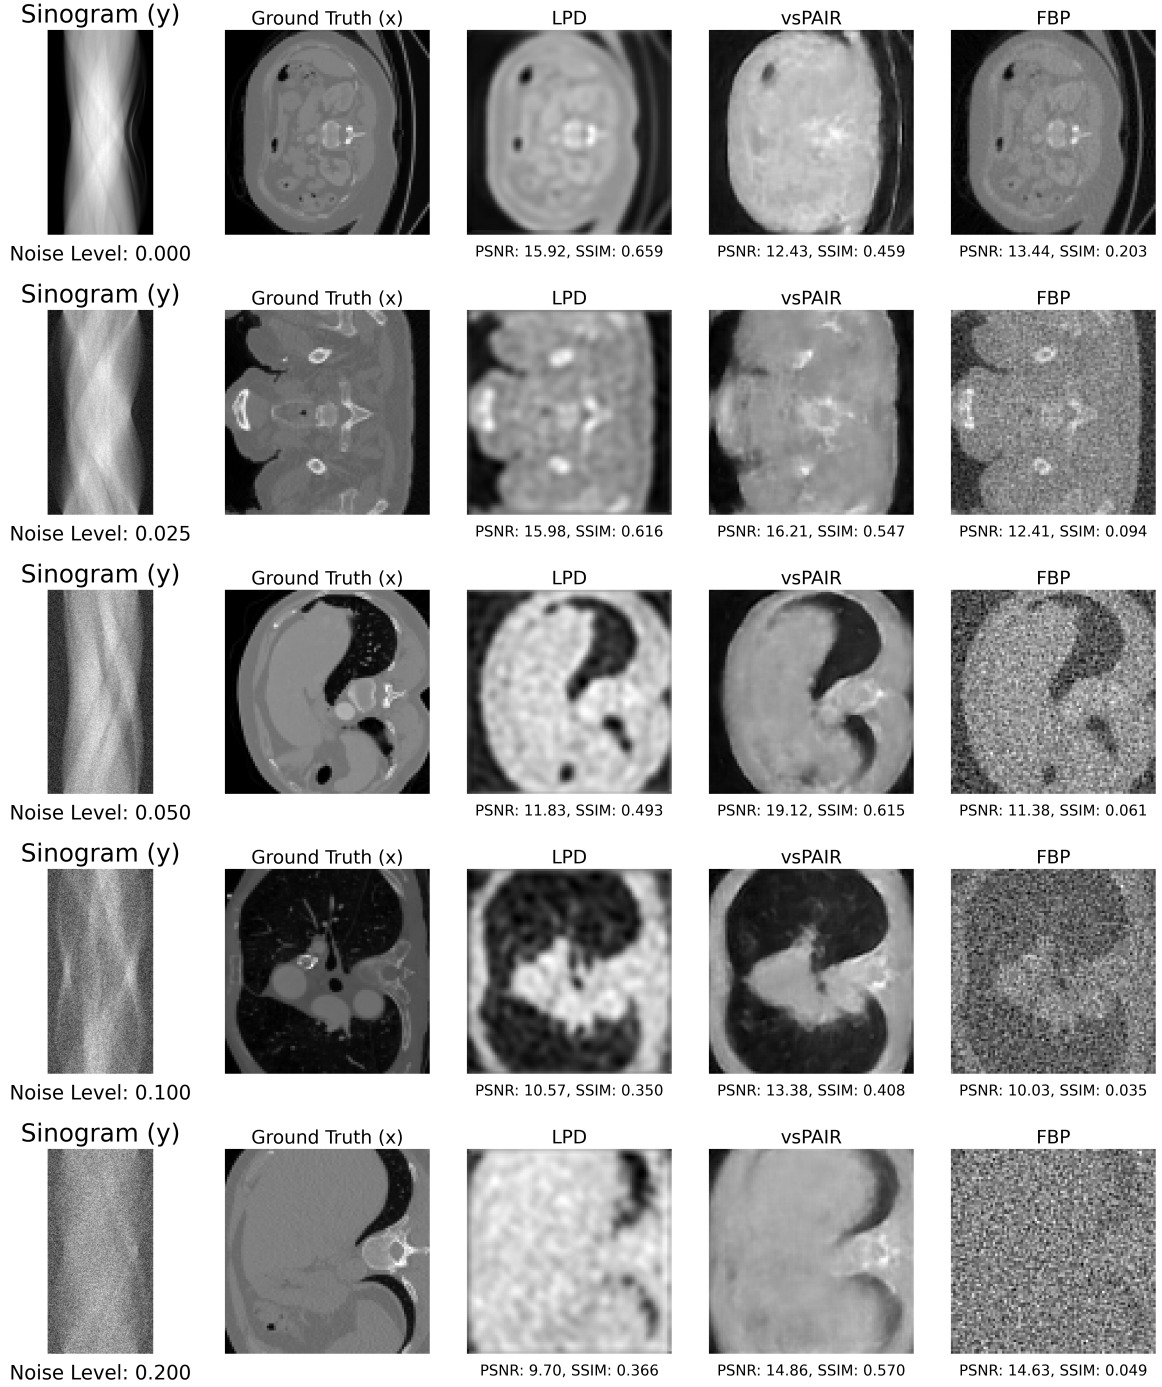 Sinogram (y) Ground Truth (x) LPD vsPAIR FBP
Noise Level: 0.000 PSNR: 15.92, SSIM: 0.659 PSNR: 12.43, SSIM: 0.459 PSNR: 13.44, SSIM: 0.203
Sinogram (y) Ground Truth (x) LPD vsPAIR FBP
Noise Level: 0.025 PSNR: 15.98, SSIM: 0.616 PSNR: 16.21, SSIM: 0.547 PSNR: 12.41, SSIM: 0.094
Sinogram (y) Ground Truth (x) LPD vsPAIR FBP
Noise Level: 0.050 PSNR: 11.83, SSIM: 0.493 PSNR: 19.12, SSIM: 0.615 PSNR: 11.38, SSIM: 0.061
Sinogram (y) Ground Truth (x) LPD vsPAIR FBP
Noise Level: 0.100 PSNR: 10.57, SSIM: 0.350 PSNR: 13.38, SSIM: 0.408 PSNR: 10.03, SSIM: 0.035
Sinogram (y) Ground Truth (x) LPD vsPAIR FBP
Noise Level: 0.200 PSNR: 9.70, SSIM: 0.366 PSNR: 14.86, SSIM: 0.570 PSNR: 14.63, SSIM: 0.049